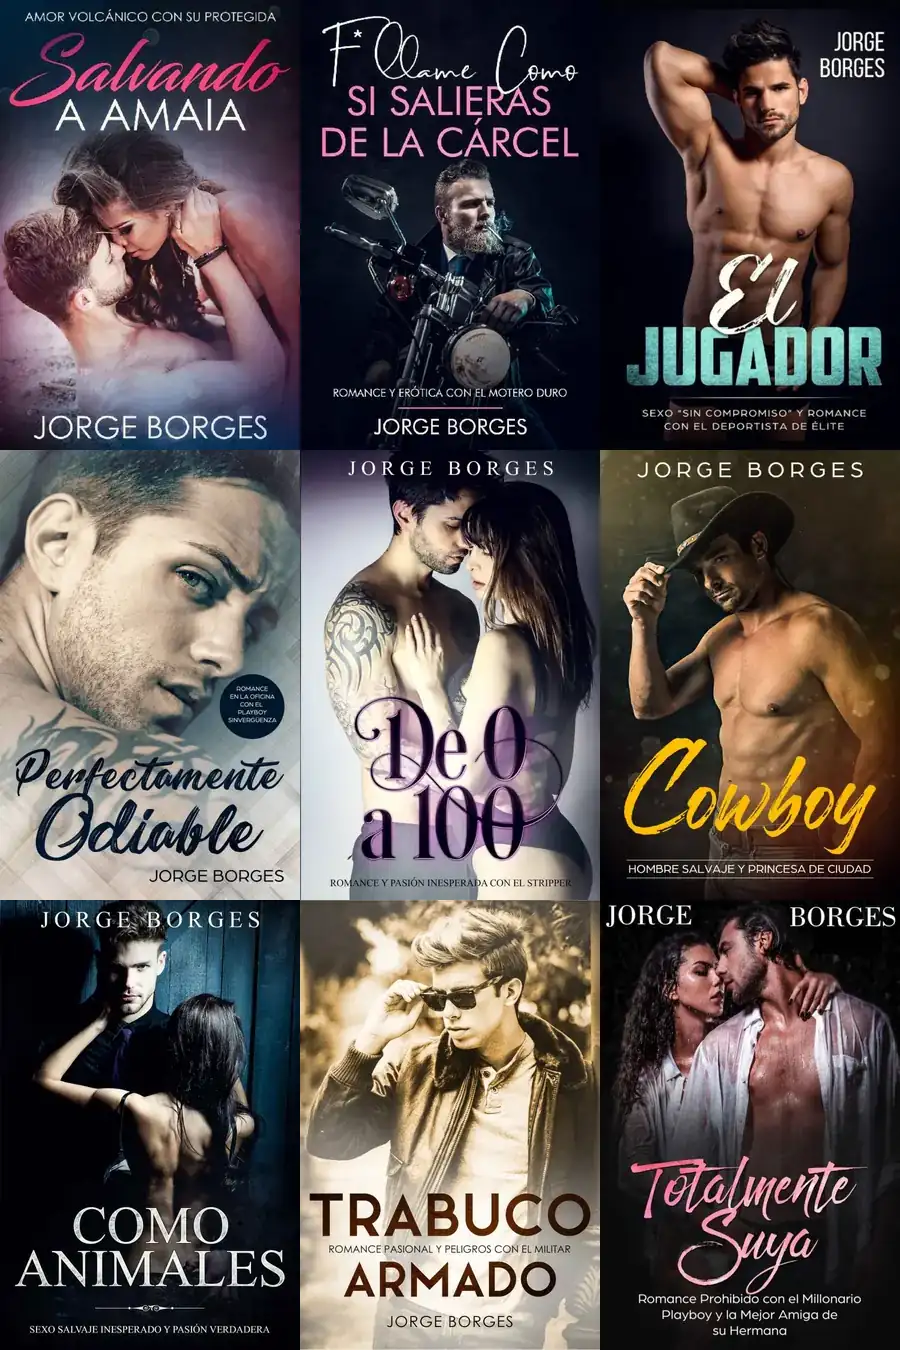 AMOR VOLCÁNICO CON SU PROTEGIDA
Salvando
A AMAIA
JORGE BORGES
F*llame Como
SI SALIERAS
DE LA CÁRCEL
ROMANCE Y ERÓTICA CON EL MOTERO DURO
JORGE BORGES
JORGE
BORGES
El
JUGADOR
SEXO "SIN COMPROMISO" Y ROMANCE
CON EL DEPORTISTA DE ÉLITE
ROMANCE
EN LA OFICINA
CON EL
PLAYBOY
SINVERGÜENZA
Perfectamente
Odiable
JORGE BORGES
JORGE BORGES
De 0
a 100
ROMANCE Y PASIÓN INESPERADA CON EL STRIPPER
JORGE BORGES
Cowboy
HOMBRE SALVAJE Y PRINCESA DE CIUDAD
JORGE BORGES
COMO
ANIMALES
SEXO SALVAJE INESPERADO Y PASIÓN VERDADERA
TRABUCO
ROMANCE PASIONAL Y PELIGROS CON EL MILITAR
ARMADO
JORGE BORGES
JORGE BORGES
Totalmente
Suya
Romance Prohibido con el Millonario
Playboy y la Mejor Amiga de
su Hermana